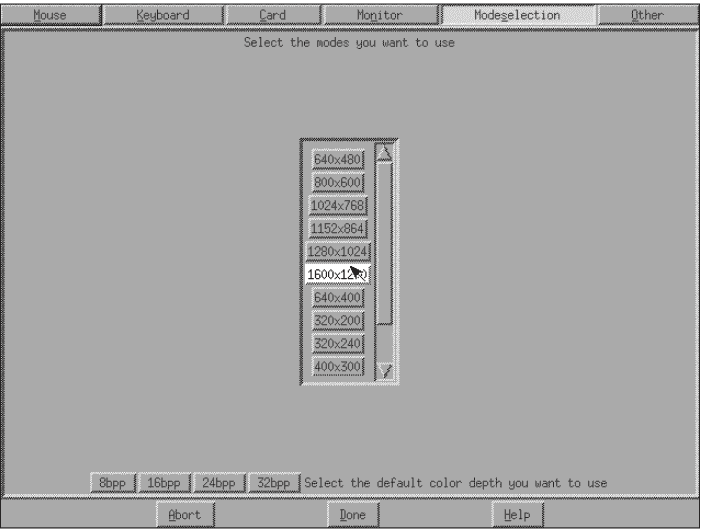 Mouse Keyboard Card Monitor Modeselection Other
Select the modes you want to use
640x480
800x600
1024x768
1152x864
1280x1024
640x400
320x200
320x240
400x300
8bpp 16bpp 24bpp 32bpp Select the default color depth you want to use
Abort Done Help